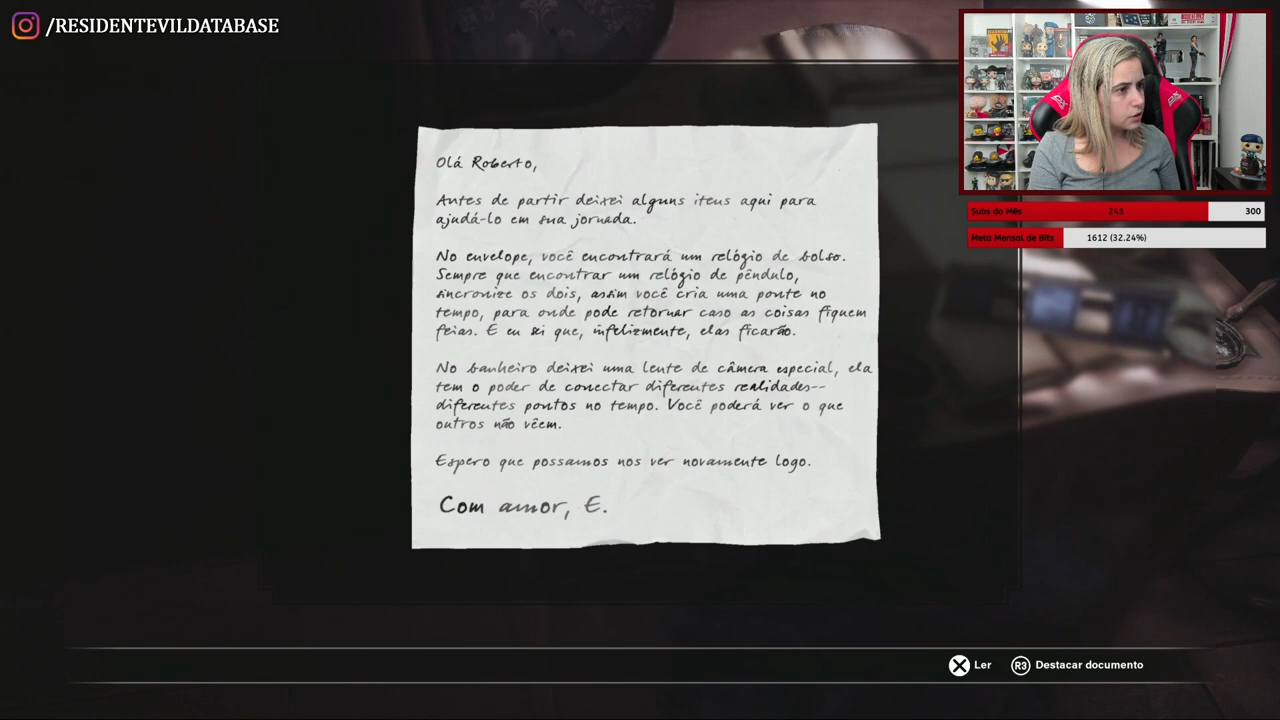 /RESIDENTEVILDATABASE
Olá Roberto,
Antes de partir deixei alguns itens aqui para
ajudá-lo em sua jornada.
No envelope, você encontrará um relógio de bolso.
Sempre que encontrar um relógio de pêndulo,
sincronize os dois, assim você cria uma ponte no
tempo, para onde pode retornar caso as coisas fiquem
feias. E eu sei que, infelizmente, elas ficarão.
No banheiro deixei uma lente de câmera especial, ela
tem o poder de conectar diferentes realidades--
diferentes pontos no tempo. Você poderá ver o que
outros não vêem.
Espero que possamos nos ver novamente logo.
Com amor, E.
Subs do Mês 243 300
Meta Mensal de Bits 1612 (32.24%)
R3
Ler
Destacar documento